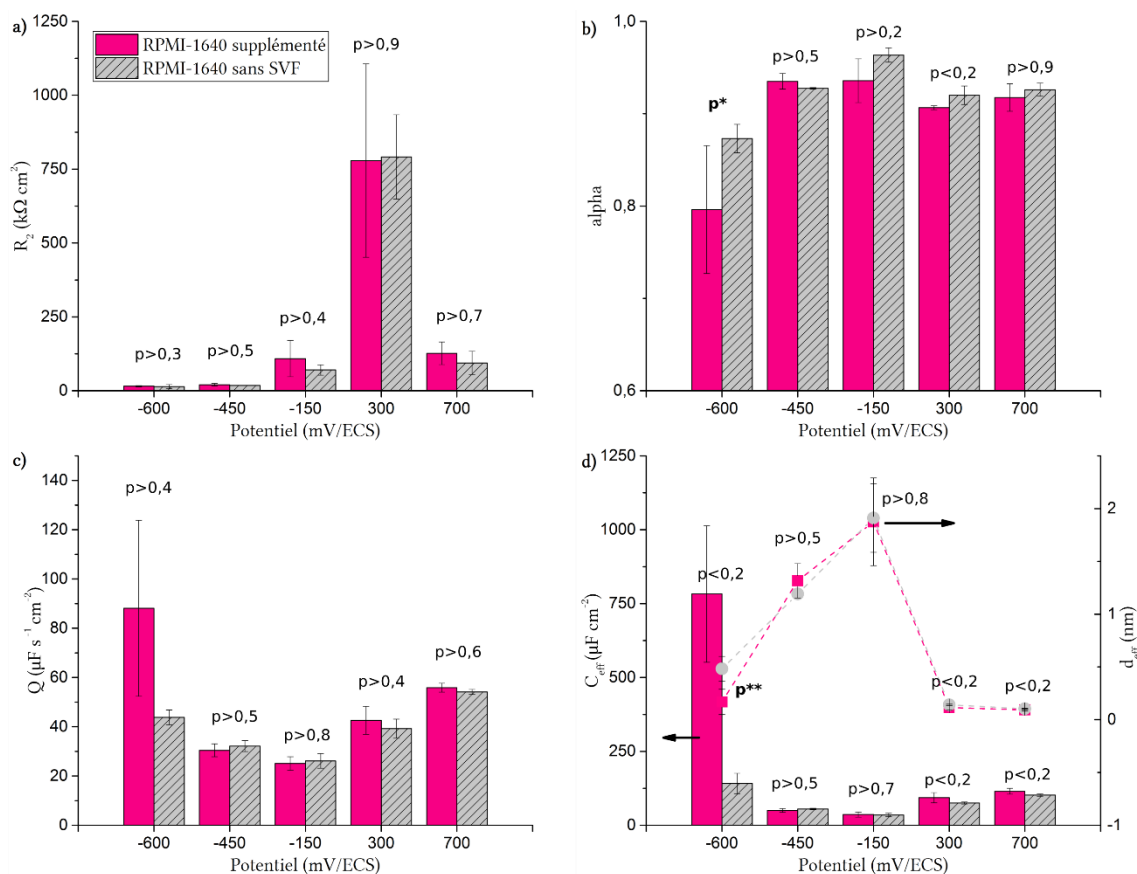 a)
1250
1000
750
500
250
0
R₂ (kΩ cm²)
RPMI-1640 supplémenté
RPMI-1640 sans SVF
p>0,3
p>0,5
p>0,4
p>0,9
p>0,7
-600 -450 -150 300 700
Potentiel (mV/ECS)
b)
1,0
0,8
0,6
alpha
p*
p>0,5
p>0,2
p<0,2
p>0,9
-600 -450 -150 300 700
Potentiel (mV/ECS)
c)
140
120
100
80
60
40
20
0
Q (µF s⁻¹ cm⁻²)
p>0,4
p>0,5
p>0,8
p>0,4
p>0,6
-600 -450 -150 300 700
Potentiel (mV/ECS)
d)
1250
1000
750
500
250
0
C_eff (µF cm⁻²)
p<0,2
p>0,5
p>0,8
p<0,2
p<0,2
p**
p>0,5
p>0,7
p<0,2
p<0,2
2
1
0
-1
d_eff (nm)
-600 -450 -150 300 700
Potentiel (mV/ECS)